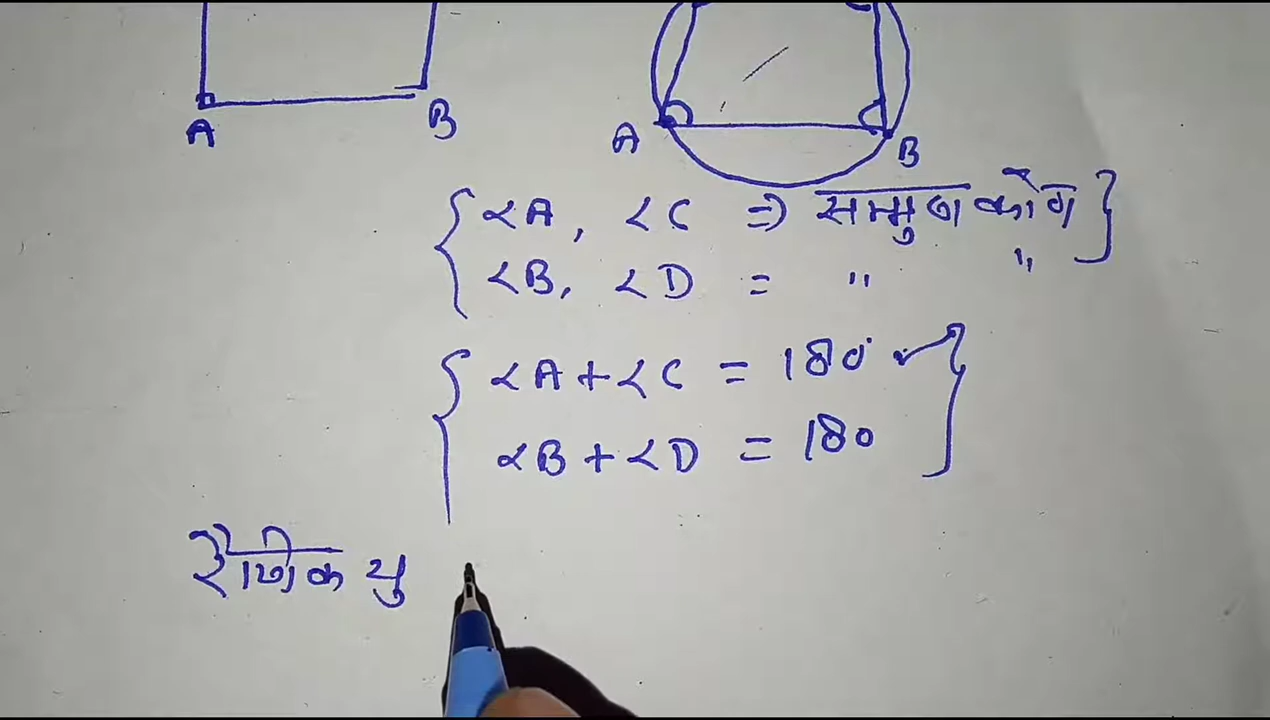 A B
A B
∠A, ∠C => सम्मुख कोण
∠B, ∠D = " "
∠A + ∠C = 180° ✓
∠B + ∠D = 180
रैखिक यु